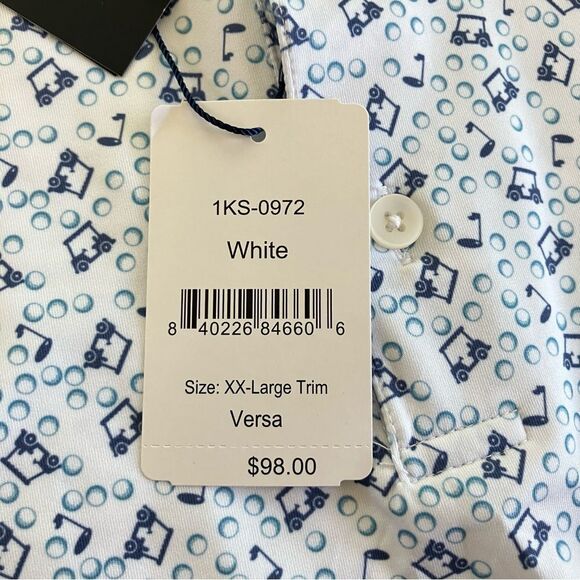 1KS-0972
White
8 40226 84660 6
Size: XX-Large Trim
Versa
$98.00